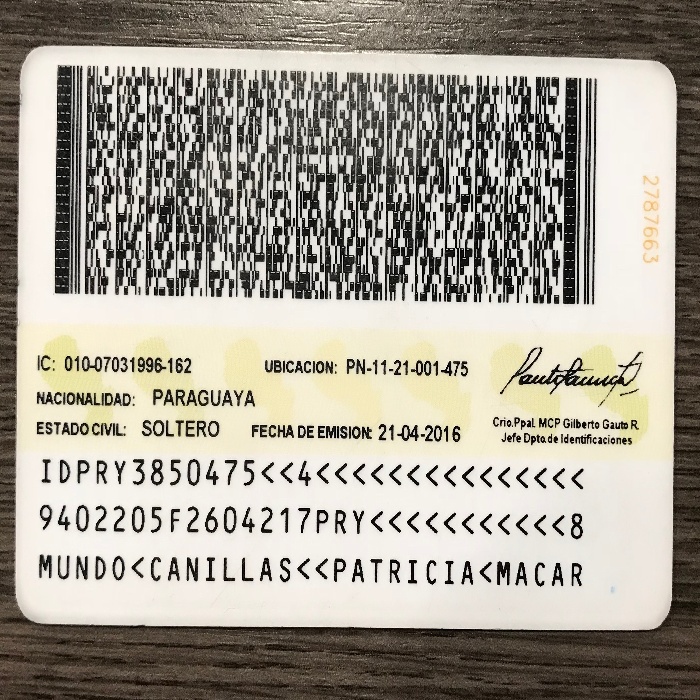 2787663
IC: 010-07031996-162 UBICACION: PN-11-21-001-475
NACIONALIDAD: PARAGUAYA
ESTADO CIVIL: SOLTERO FECHA DE EMISION: 21-04-2016
Crio.Ppal. MCP Gilberto Gauto R.
Jefe Dpto.de Identificaciones
IDPRY3850475<<4<<<<<<<<<<<<<<<
9402205F2604217PRY<<<<<<<<<<<8
MUNDO<CANILLAS<<PATRICIA<MACAR